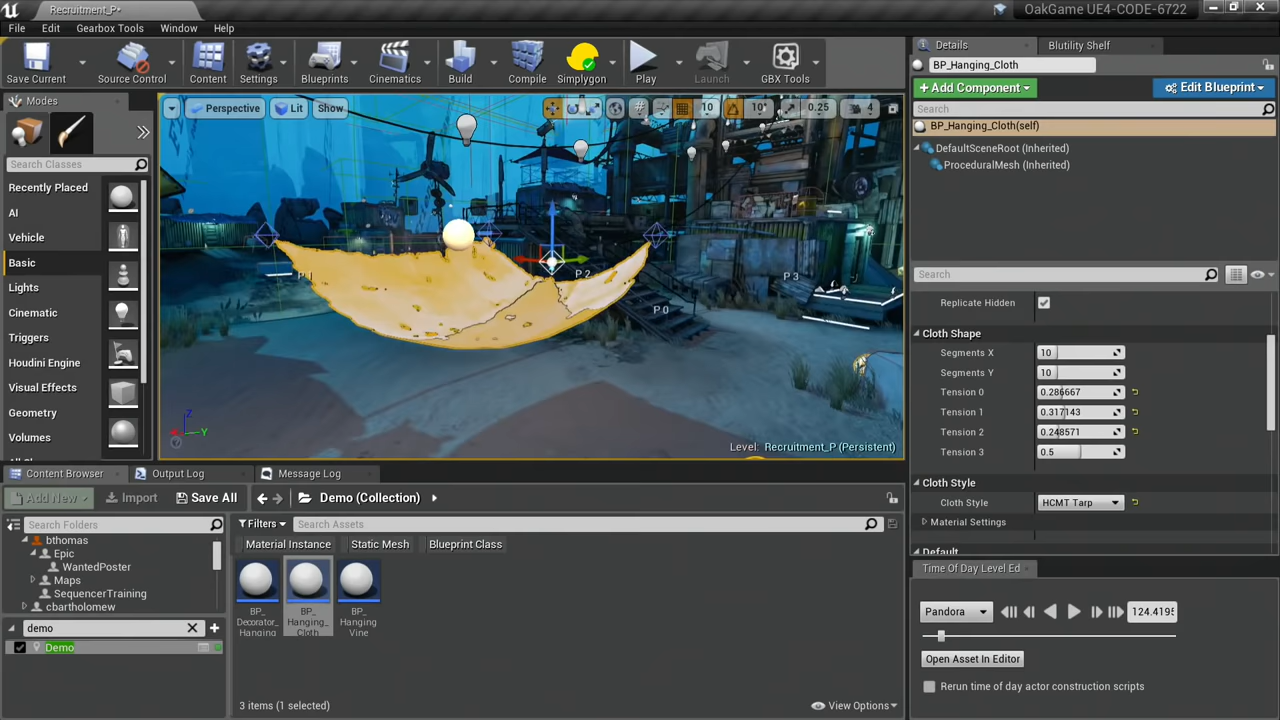 Recruitment_P*
OakGame UE4-CODE-6722
File Edit Gearbox Tools Window Help
Save Current Source Control Content Settings Blueprints Cinematics Build Compile Simplygon Play Launch GBX Tools
Modes
Search Classes
Recently Placed
AI
Vehicle
Basic
Lights
Cinematic
Triggers
Houdini Engine
Visual Effects
Geometry
Volumes
Perspective Lit Show 10 10° 0.25 4
P 1
P 2
P 3
P 0
Z
Y
Level: Recruitment_P (Persistent)
Details Blutility Shelf
BP_Hanging_Cloth
+ Add Component Edit Blueprint
Search
BP_Hanging_Cloth(self)
DefaultSceneRoot (Inherited)
ProceduralMesh (Inherited)
Search
Replicate Hidden
Cloth Shape
Segments X 10
Segments Y 10
Tension 0 0.286667
Tension 1 0.317143
Tension 2 0.248571
Tension 3 0.5
Cloth Style
Cloth Style HCMT Tarp
Material Settings
Default
Content Browser Output Log Message Log
Add New Import Save All Demo (Collection)
Search Folders
bthomas
Epic
WantedPoster
Maps
SequencerTraining
cbartholomew
demo
Demo
Filters Search Assets
Material Instance Static Mesh Blueprint Class
BP_
Decorator_
Hanging
BP_
Hanging_
Cloth
BP_
Hanging
Vine
3 items (1 selected)
View Options
Time Of Day Level Ed
Pandora 124.419
Open Asset In Editor
Rerun time of day actor construction scripts